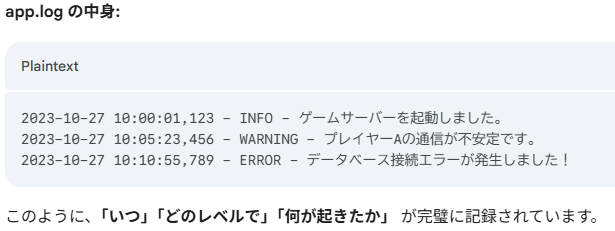 app.log の中身:
Plaintext
2023-10-27 10:00:01,123 - INFO - ゲームサーバーを起動しました。
2023-10-27 10:05:23,456 - WARNING - プレイヤーAの通信が不安定です。
2023-10-27 10:10:55,789 - ERROR - データベース接続エラーが発生しました！
このように、「いつ」「どのレベルで」「何が起きたか」 が完璧に記録されています。